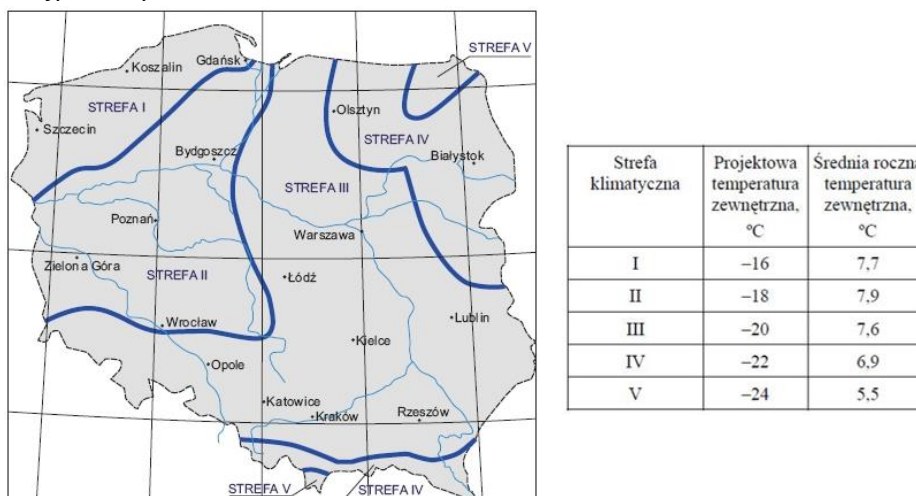 STREFA V
Gdańsk
Koszalin
Olsztyn
STREFA I
Szczecin
STREFA IV
Bydgoszcz
Białystok
STREFA III
Poznań
Warszawa
Zielona Góra
STREFA II
Łódź
Wrocław
Lublin
Kielce
Opole
Katowice
Kraków
Rzeszów
STREFA V
STREFA IV
Strefa klimatyczna
Projektowa temperatura zewnętrzna, °C
Średnia roczna temperatura zewnętrzna, °C
I –16 7,7
II –18 7,9
III –20 7,6
IV –22 6,9
V –24 5,5